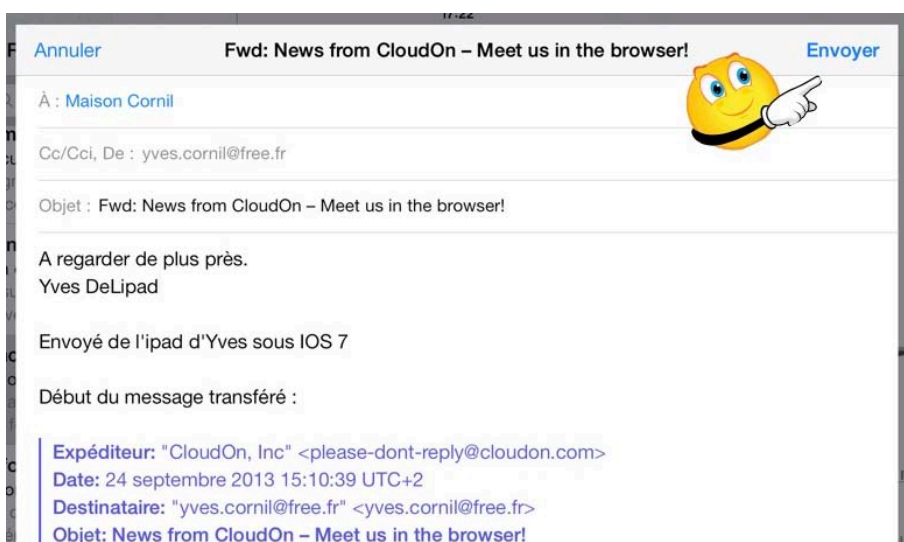 17:22
Annuler Fwd: News from CloudOn – Meet us in the browser! Envoyer
À : Maison Cornil
Cc/Cci, De : yves.cornil@free.fr
Objet : Fwd: News from CloudOn – Meet us in the browser!
A regarder de plus près.
Yves DeLipad
Envoyé de l'ipad d'Yves sous IOS 7
Début du message transféré :
Expéditeur: "CloudOn, Inc" <please-dont-reply@cloudon.com>
Date: 24 septembre 2013 15:10:39 UTC+2
Destinataire: "yves.cornil@free.fr" <yves.cornil@free.fr>
Objet: News from CloudOn – Meet us in the browser!